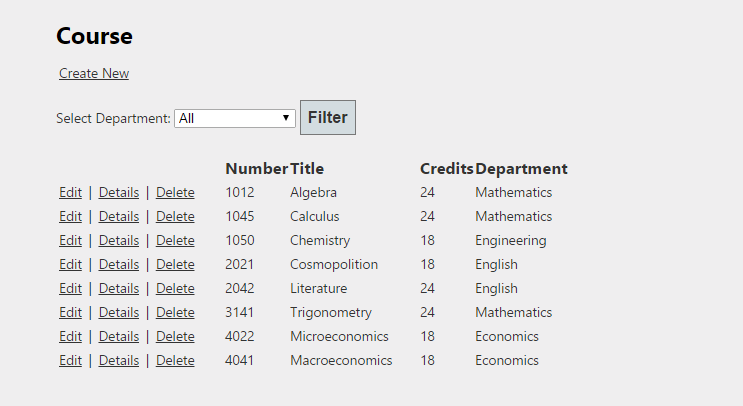 Course
Create New
Select Department: All Filter
Number Title Credits Department
Edit | Details | Delete 1012 Algebra 24 Mathematics
Edit | Details | Delete 1045 Calculus 24 Mathematics
Edit | Details | Delete 1050 Chemistry 18 Engineering
Edit | Details | Delete 2021 Cosmopolition 18 English
Edit | Details | Delete 2042 Literature 24 English
Edit | Details | Delete 3141 Trigonometry 24 Mathematics
Edit | Details | Delete 4022 Microeconomics 18 Economics
Edit | Details | Delete 4041 Macroeconomics 18 Economics